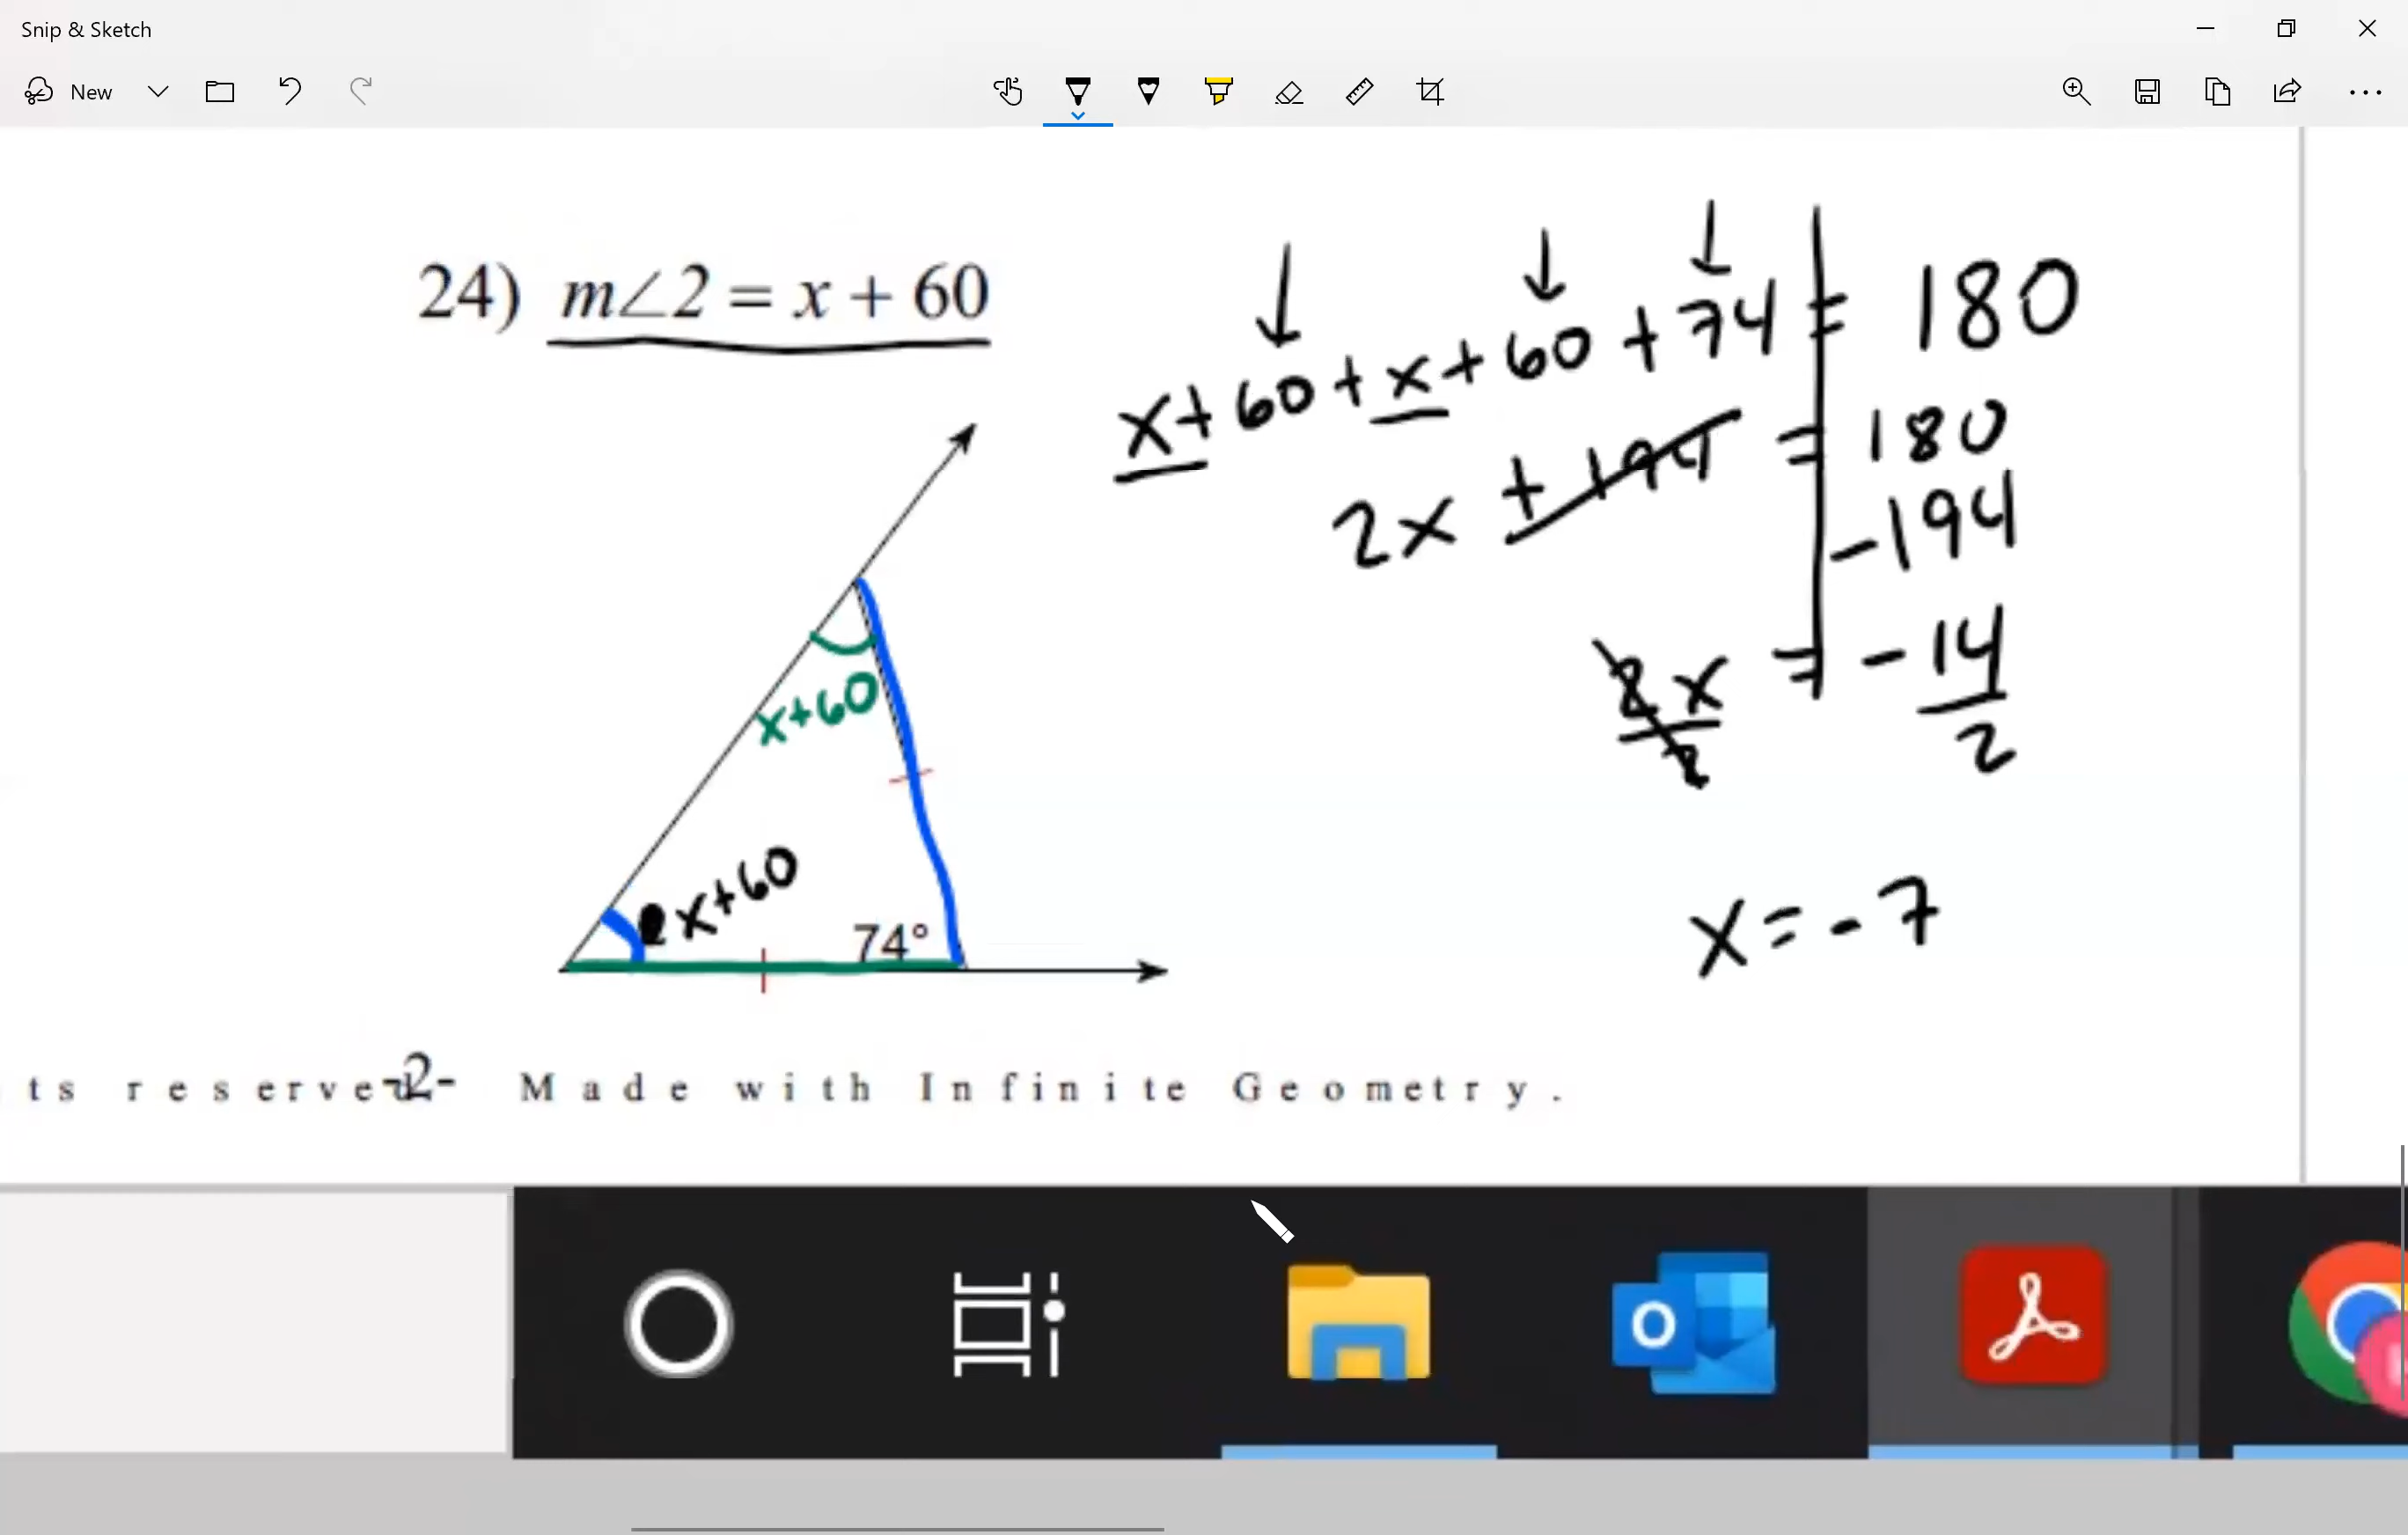 Snip & Sketch
New
24) m∠2 = x + 60
x + 60 + x + 60 + 74 = 180
2x + 194 = 180
-194
2x = -14
2 2
x = -7
x+60
x+60
74°
ts reserved. -2- Made with Infinite Geometry.